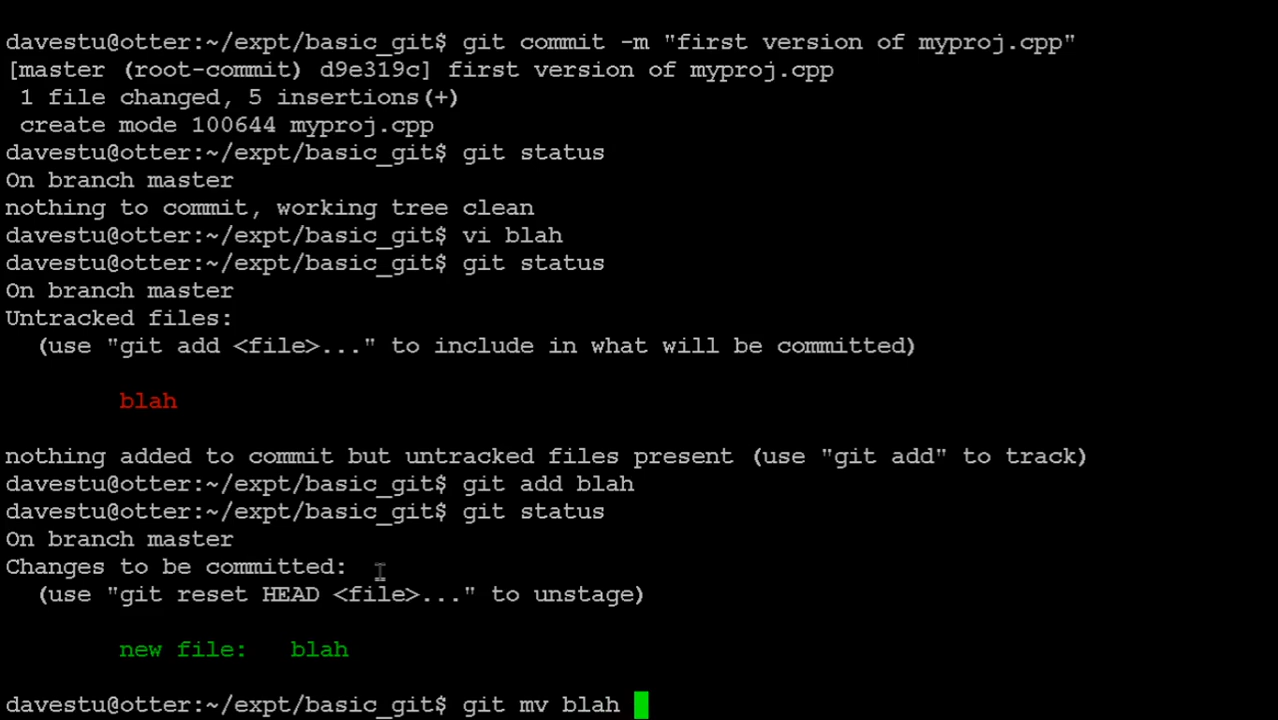 davestu@otter:~/expt/basic_git$ git commit -m "first version of myproj.cpp"
[master (root-commit) d9e319c] first version of myproj.cpp
 1 file changed, 5 insertions(+)
 create mode 100644 myproj.cpp
davestu@otter:~/expt/basic_git$ git status
On branch master
nothing to commit, working tree clean
davestu@otter:~/expt/basic_git$ vi blah
davestu@otter:~/expt/basic_git$ git status
On branch master
Untracked files:
  (use "git add <file>..." to include in what will be committed)
        blah
nothing added to commit but untracked files present (use "git add" to track)
davestu@otter:~/expt/basic_git$ git add blah
davestu@otter:~/expt/basic_git$ git status
On branch master
Changes to be committed:
  (use "git reset HEAD <file>..." to unstage)
        new file:   blah
davestu@otter:~/expt/basic_git$ git mv blah